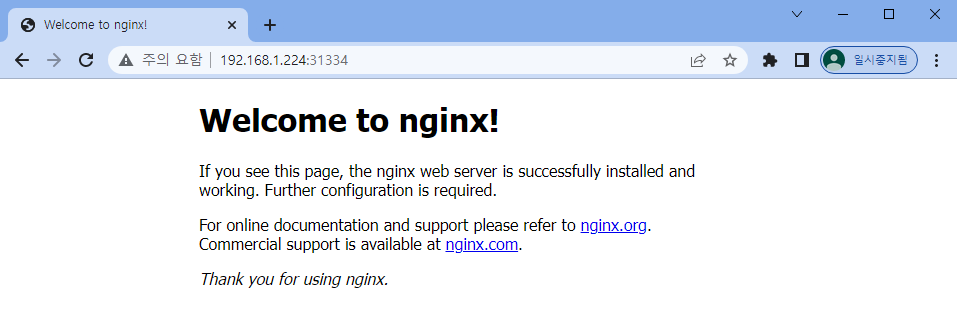 Welcome to nginx!
주의 요함 192.168.1.224:31334
일시중지됨
Welcome to nginx!
If you see this page, the nginx web server is successfully installed and
working. Further configuration is required.
For online documentation and support please refer to nginx.org.
Commercial support is available at nginx.com.
Thank you for using nginx.